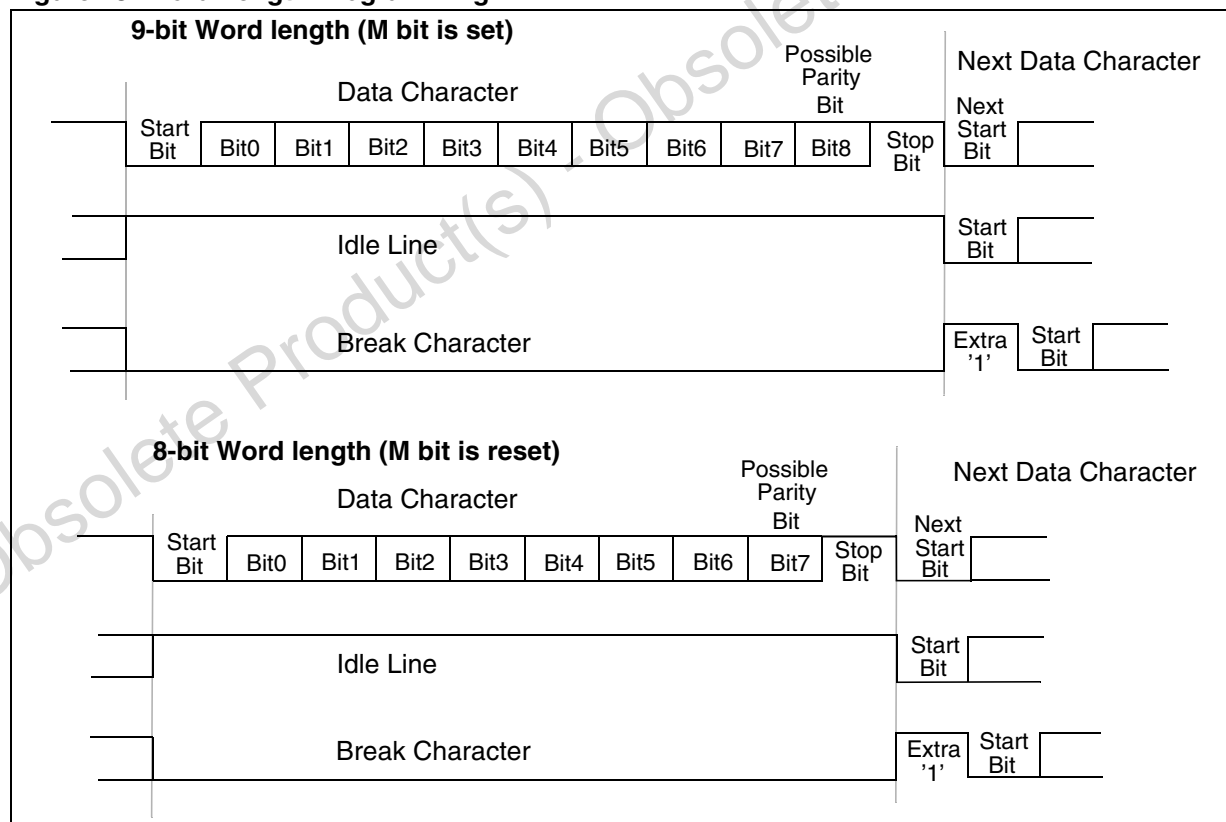 9-bit Word length (M bit is set)
Possible
Parity
Bit
Next Data Character
Data Character
Start
Bit
Bit0
Bit1
Bit2
Bit3
Bit4
Bit5
Bit6
Bit7
Bit8
Stop
Bit
Next
Start
Bit
Idle Line
Start
Bit
Break Character
Extra
’1’
Start
Bit
8-bit Word length (M bit is reset)
Possible
Parity
Bit
Next Data Character
Data Character
Start
Bit
Bit0
Bit1
Bit2
Bit3
Bit4
Bit5
Bit6
Bit7
Stop
Bit
Next
Start
Bit
Idle Line
Start
Bit
Break Character
Extra
’1’
Start
Bit
Obsolete Product(s) - Obsolete